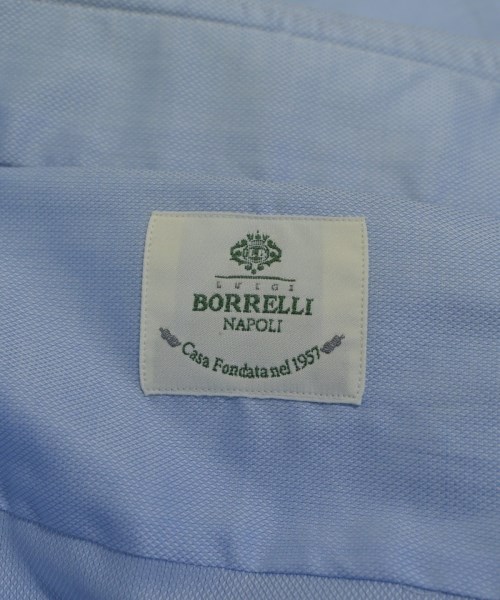 LUIGI
BORRELLI
NAPOLI
Casa Fondata nel 1957